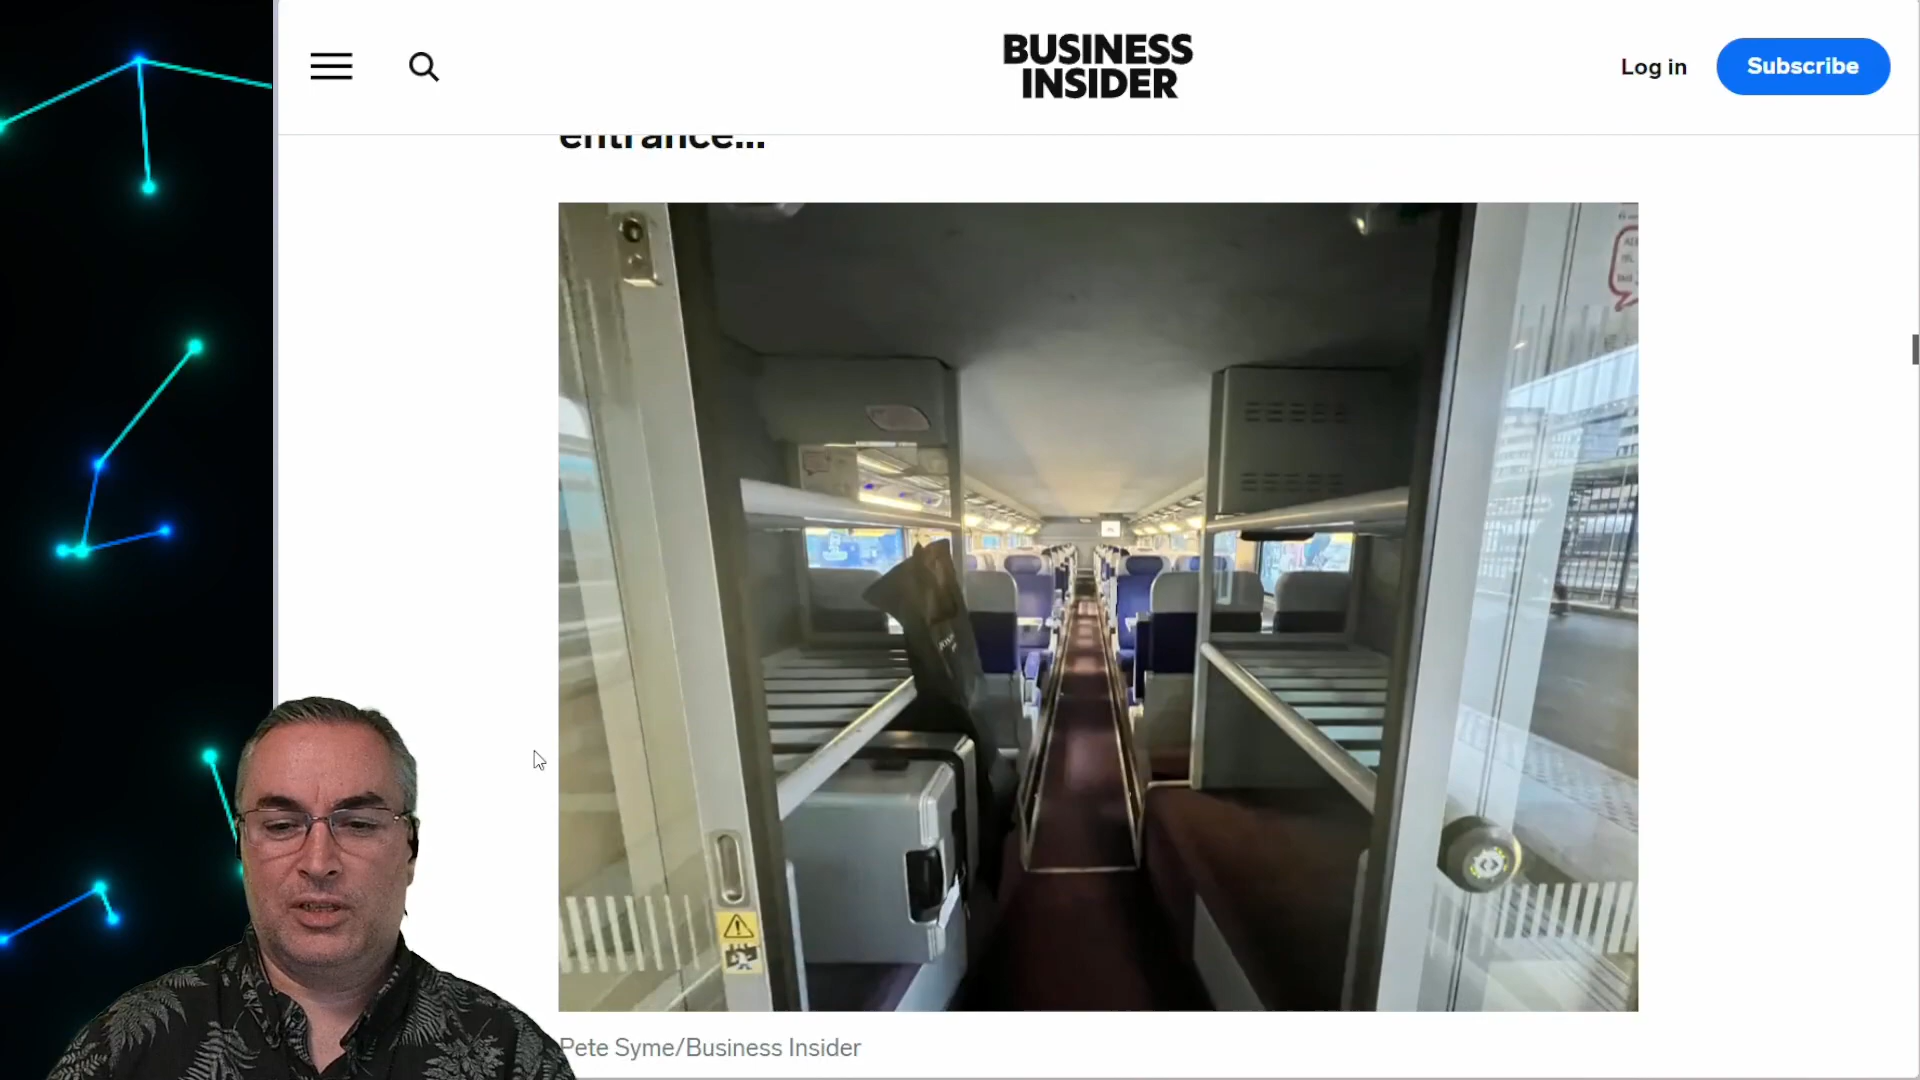 BUSINESS
INSIDER
Log in
Subscribe
entrance...
Pete Syme/Business Insider